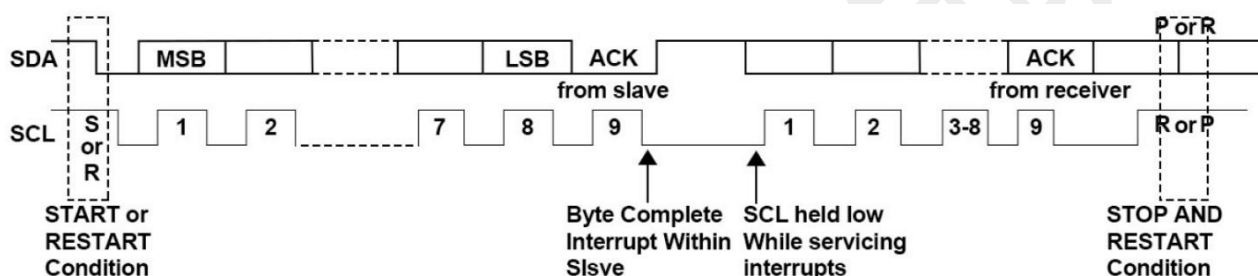 P or R
SDA MSB LSB ACK ACK
from slave from receiver
SCL S or R 1 2 7 8 9 1 2 3-8 9 R or P
START or
RESTART
Condition
Byte Complete
Interrupt Within
Slsve
SCL held low
While servicing
interrupts
STOP AND
RESTART
Condition